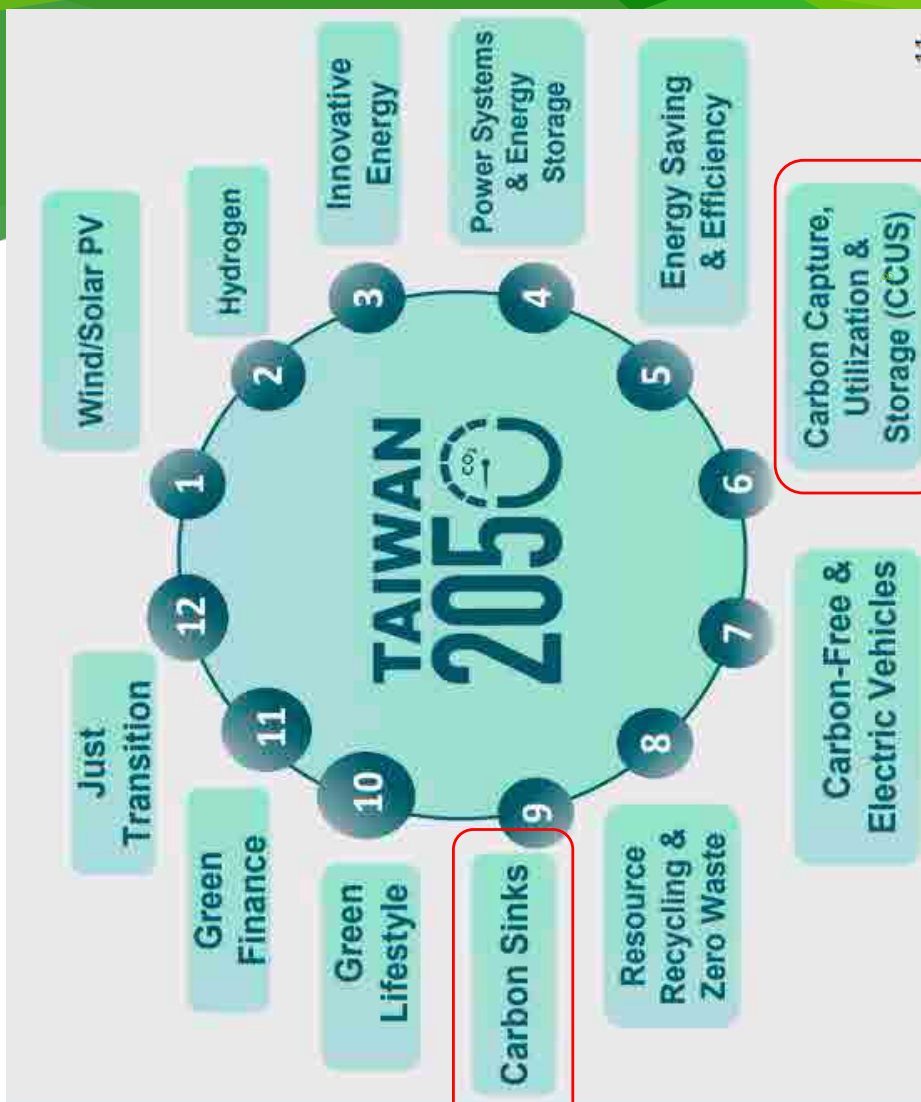 TAIWAN
2050
CO₂
1
Wind/Solar PV
2
Hydrogen
3
Innovative
Energy
4
Power Systems
& Energy
Storage
5
Energy Saving
& Efficiency
6
Carbon Capture,
Utilization &
Storage (CCUS)
7
Carbon-Free &
Electric Vehicles
8
Resource
Recycling &
Zero Waste
9
Carbon Sinks
10
Green
Lifestyle
11
Green
Finance
12
Just
Transition